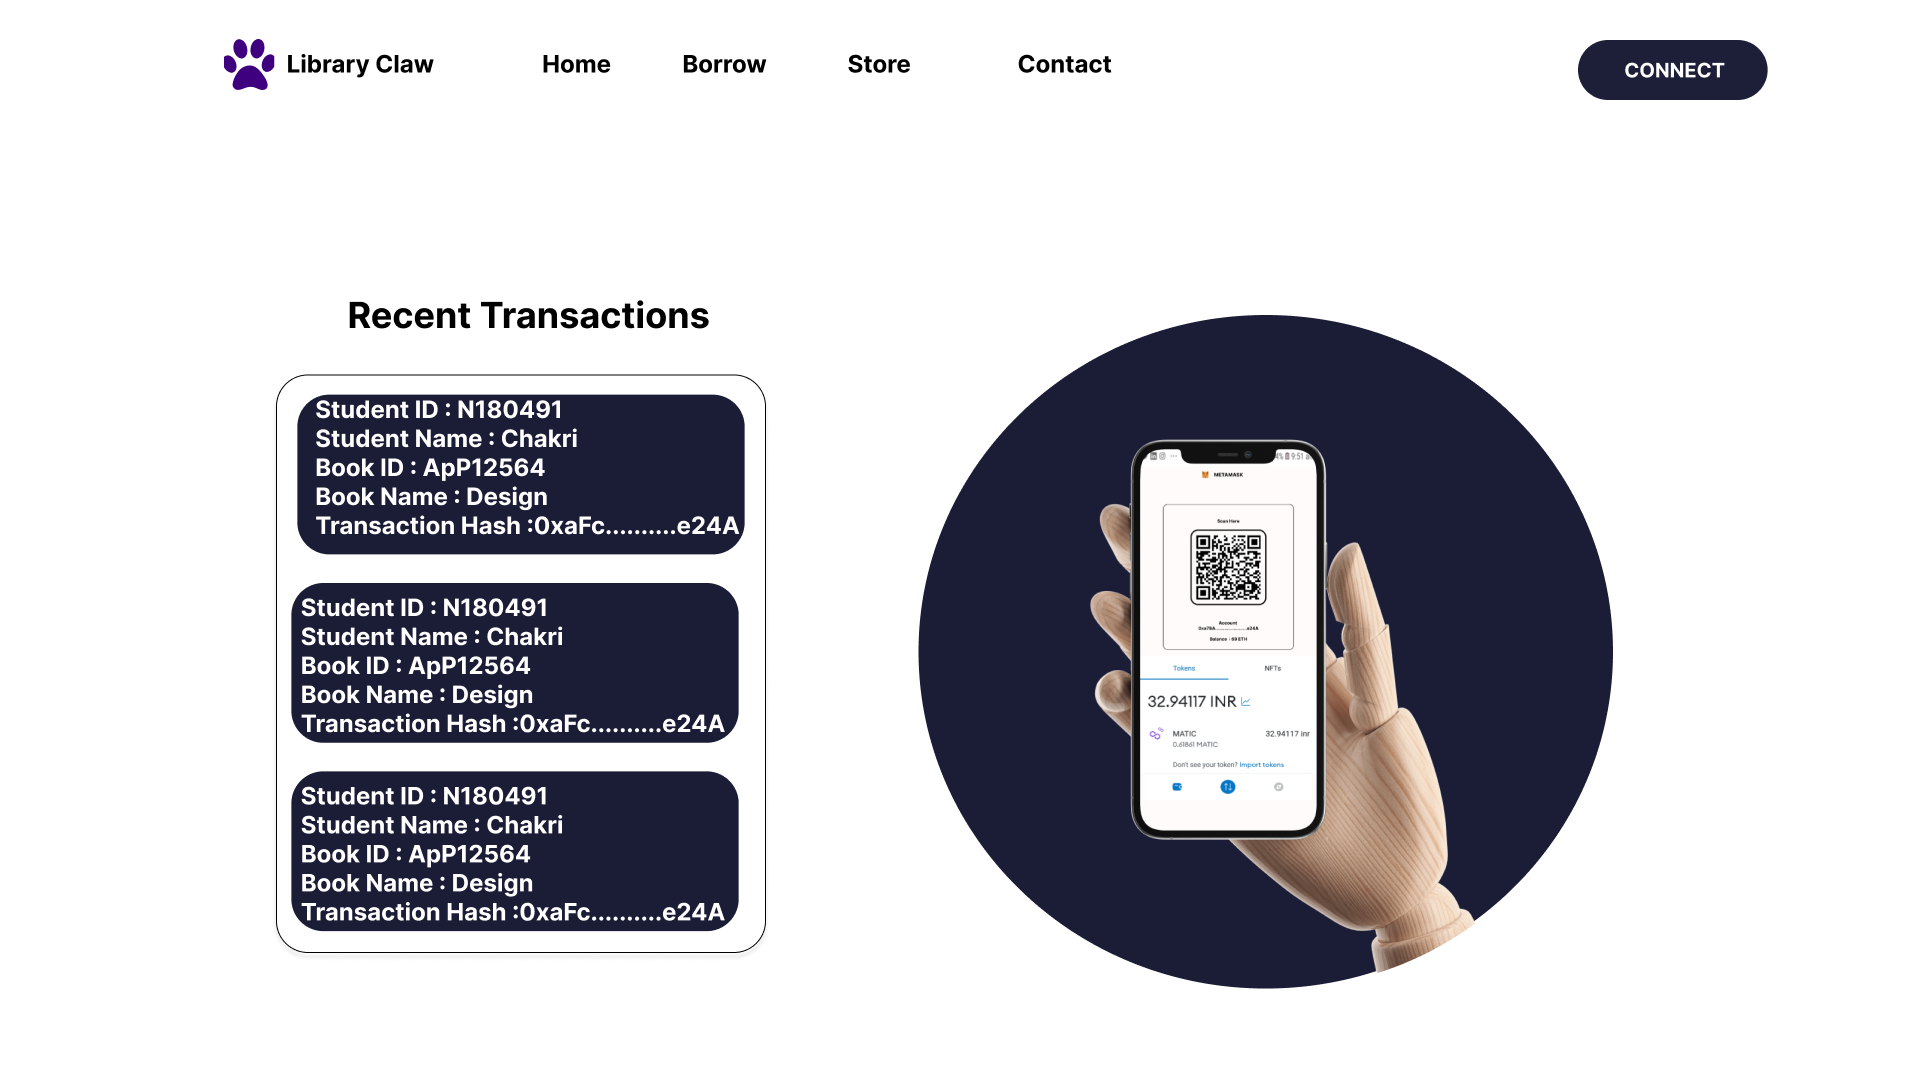 Library Claw
Home
Borrow
Store
Contact
CONNECT
Recent Transactions
Student ID : N180491
Student Name : Chakri
Book ID : ApP12564
Book Name : Design
Transaction Hash :0xaFc..........e24A
Student ID : N180491
Student Name : Chakri
Book ID : ApP12564
Book Name : Design
Transaction Hash :0xaFc..........e24A
Student ID : N180491
Student Name : Chakri
Book ID : ApP12564
Book Name : Design
Transaction Hash :0xaFc..........e24A
9:51
METAMASK
Scan Here
Account
Balance : 69 ETH
Tokens
NFTs
32.94117 INR
MATIC
32.94117 inr
0.61861 MATIC
Don't see your token? Import tokens